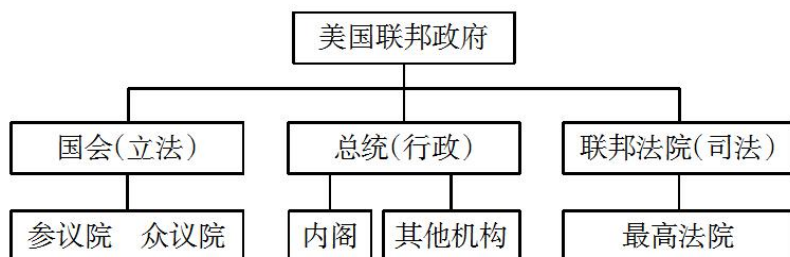 美国联邦政府
国会(立法)
总统(行政)
联邦法院(司法)
参议院 众议院
内阁
其他机构
最高法院